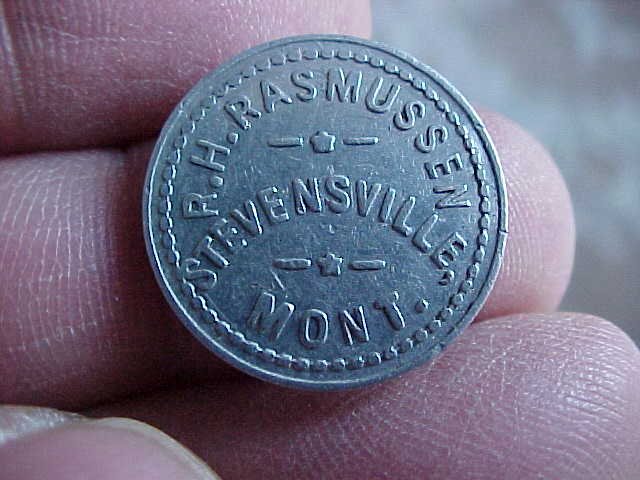 R.H. RASMUSSEN
STEVENSVILLE,
MONT.